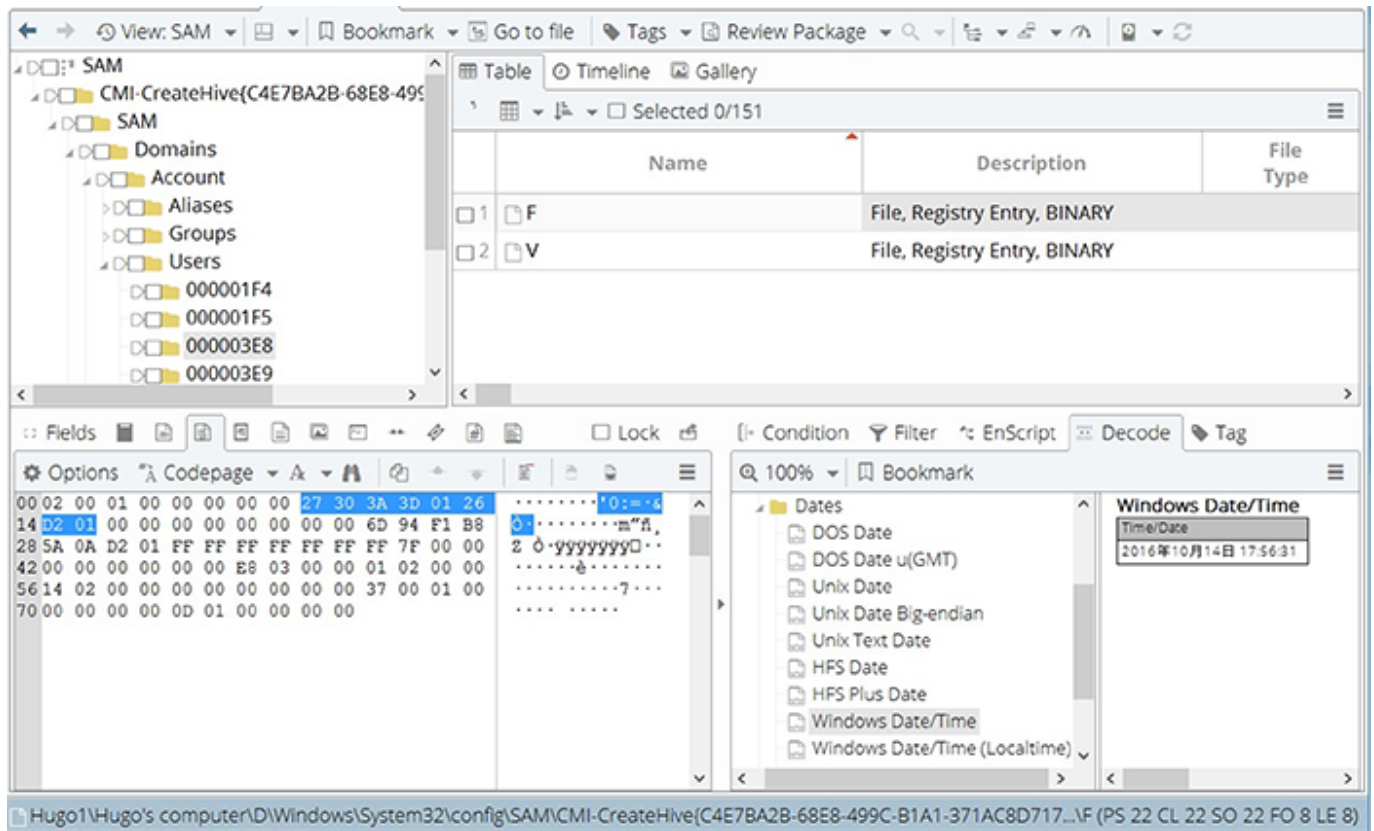 View: SAM Bookmark Go to file Tags Review Package
SAM
CMI-CreateHive{C4E7BA2B-68E8-499
SAM
Domains
Account
Aliases
Groups
Users
000001F4
000001F5
000003E8
000003E9
Table Timeline Gallery
Selected 0/151
Name Description File Type
1 F File, Registry Entry, BINARY
2 V File, Registry Entry, BINARY
Fields Lock
Options Codepage
00 02 00 01 00 00 00 00 00 27 30 3A 3D 01 26 ········'0:=·&
14 D2 01 00 00 00 00 00 00 00 00 6D 94 F1 B8 Ò·········m"ñ¸
28 5A 0A D2 01 FF FF FF FF FF FF FF 7F 00 00 Z Ò·ÿÿÿÿÿÿÿ□··
42 00 00 00 00 00 00 E8 03 00 00 01 02 00 00 ······è·······
56 14 02 00 00 00 00 00 00 00 00 37 00 01 00 ··········7···
70 00 00 00 00 0D 01 00 00 00 00 ···· ·····
Condition Filter EnScript Decode Tag
100% Bookmark
Dates
DOS Date
DOS Date u(GMT)
Unix Date
Unix Date Big-endian
Unix Text Date
HFS Date
HFS Plus Date
Windows Date/Time
Windows Date/Time (Localtime)
Windows Date/Time
Time/Date
2016年10月14日 17:56:31
Hugo1\Hugo's computer\D\Windows\System32\config\SAM\CMI-CreateHive{C4E7BA2B-68E8-499C-B1A1-371AC8D717...\F (PS 22 CL 22 SO 22 FO 8 LE 8)